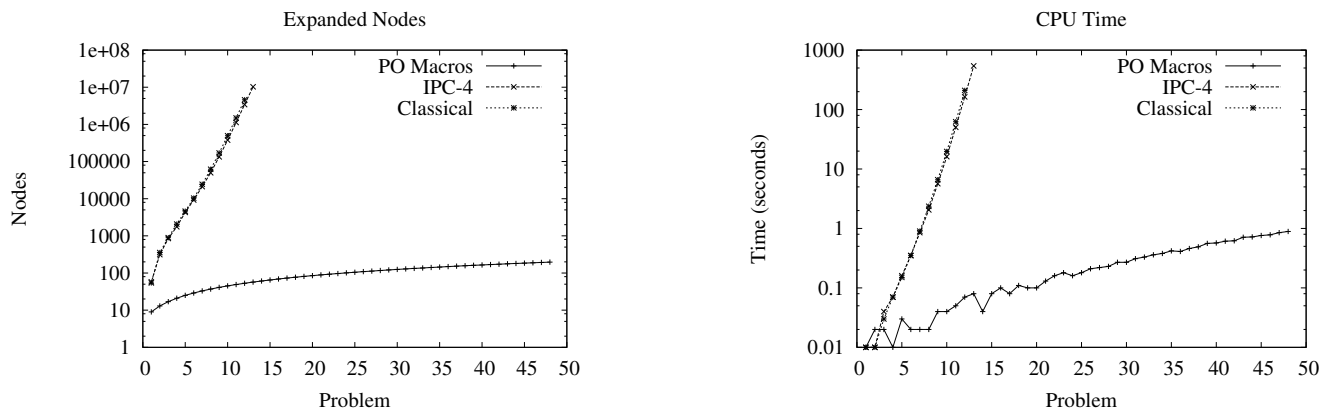 Expanded Nodes
1e+08
1e+07
1e+06
100000
10000
1000
100
10
1
0 5 10 15 20 25 30 35 40 45 50
Nodes
Problem
PO Macros
IPC-4
Classical
CPU Time
1000
100
10
1
0.1
0.01
0 5 10 15 20 25 30 35 40 45 50
Time (seconds)
Problem
PO Macros
IPC-4
Classical